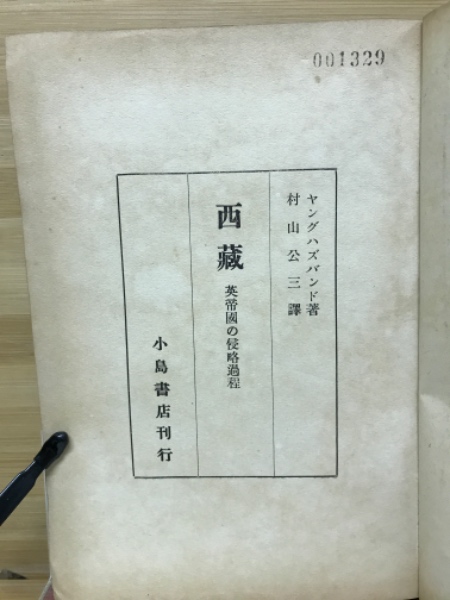 001329
ヤングハズバンド著
村山公三譯
西藏
英帝國の侵略過程
小島書店刊行